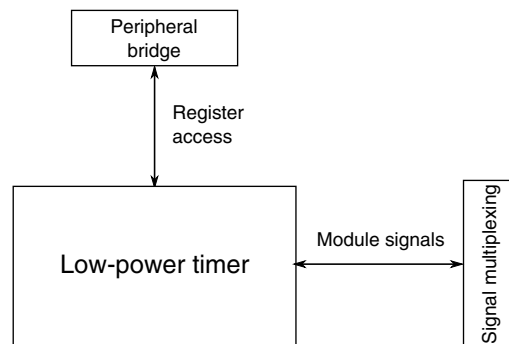 Peripheral
bridge
Register
access
Low-power timer
Module signals
Signal multiplexing